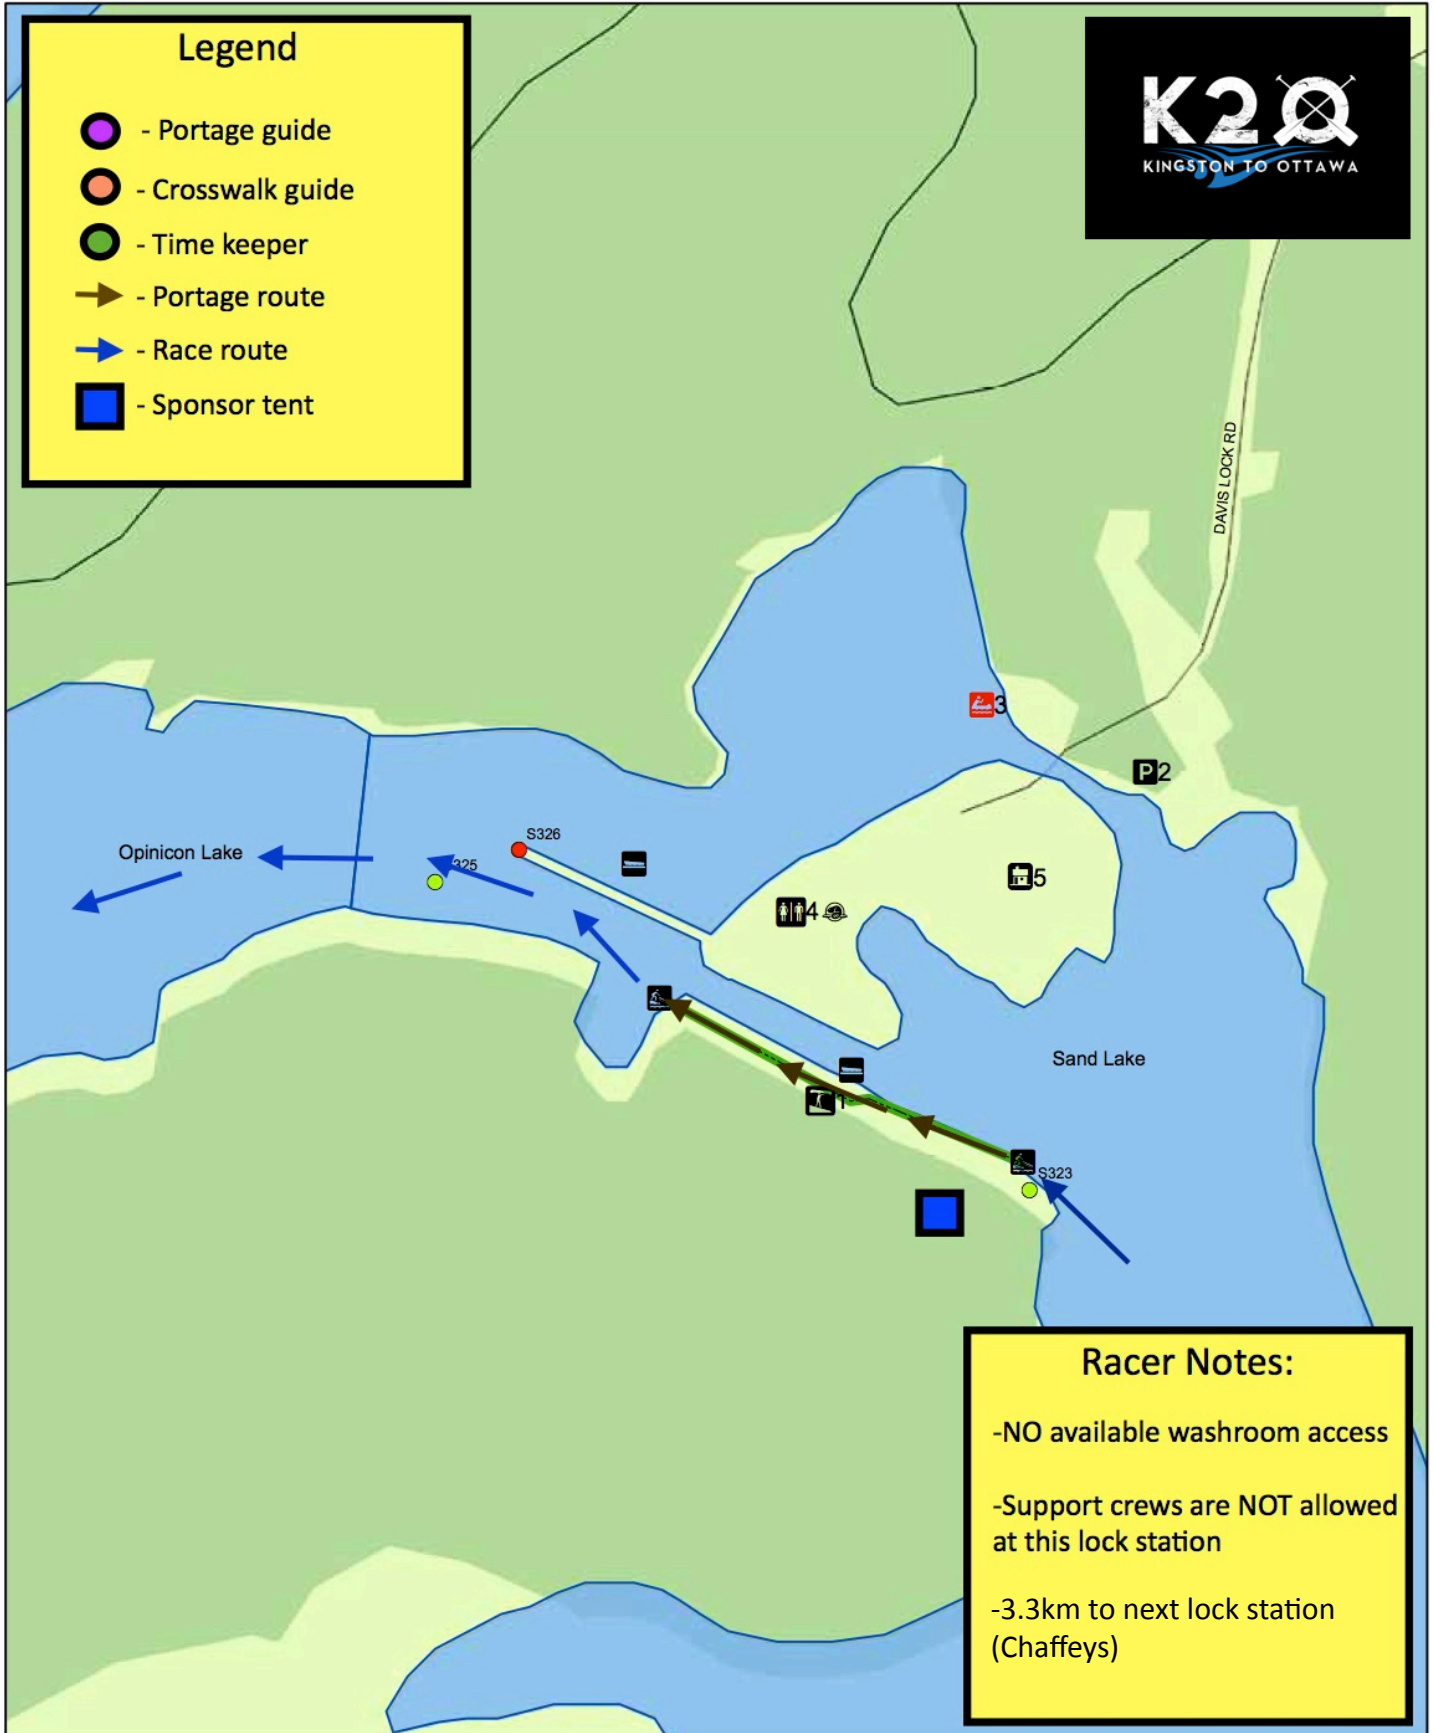 Legend
- Portage guide
- Crosswalk guide
- Time keeper
- Portage route
- Race route
- Sponsor tent
K2O
KINGSTON TO OTTAWA
DAVIS LOCK RD
3
P 2
S326
Opinicon Lake
325
5
4
Sand Lake
1
S323
Racer Notes:
-NO available washroom access
-Support crews are NOT allowed
at this lock station
-3.3km to next lock station
(Chaffeys)